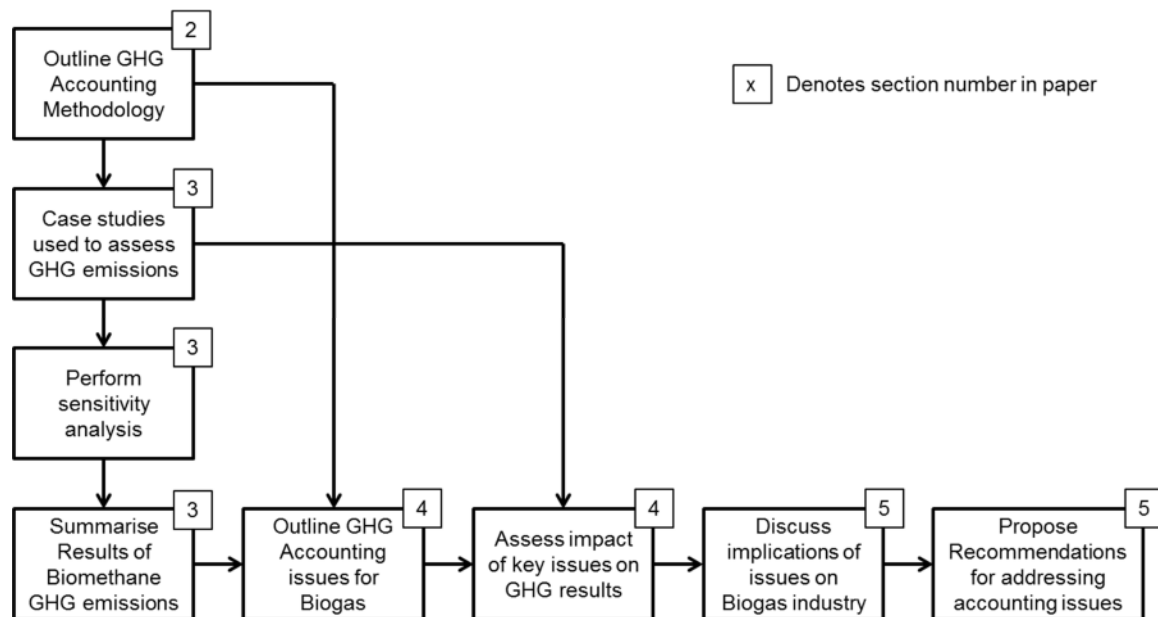 2
Outline GHG
Accounting
Methodology
x
Denotes section number in paper
3
Case studies
used to assess
GHG emissions
3
Perform
sensitivity
analysis
3
Summarise
Results of
Biomethane
GHG emissions
4
Outline GHG
Accounting
issues for
Biogas
4
Assess impact
of key issues on
GHG results
5
Discuss
implications of
issues on
Biogas industry
5
Propose
Recommendations
for addressing
accounting issues